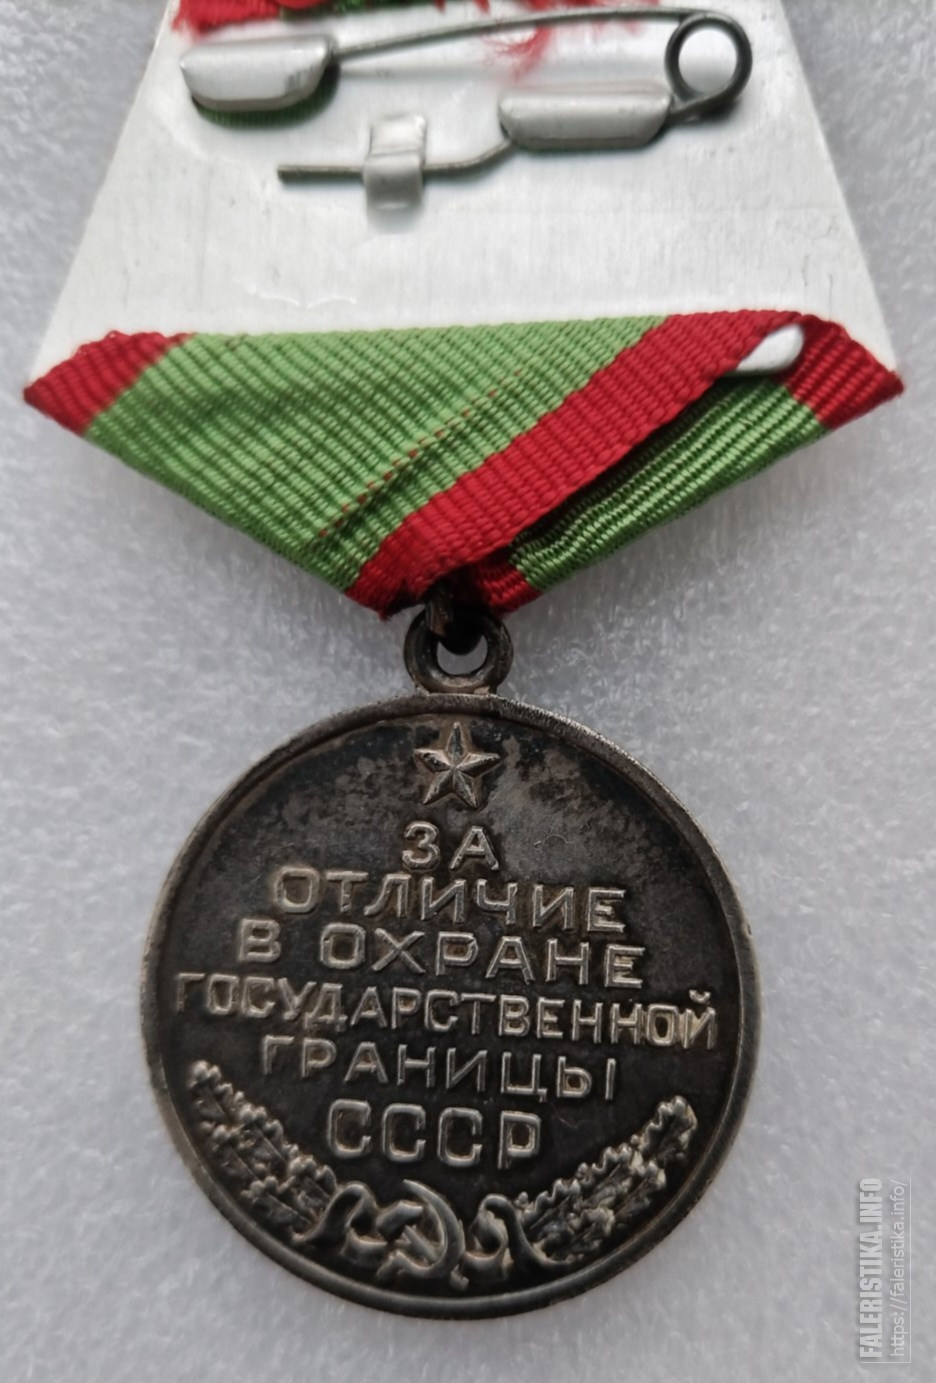 ЗА
ОТЛИЧИЕ
В ОХРАНЕ
ГОСУДАРСТВЕННОЙ
ГРАНИЦЫ
СССР
FALERISTIKA.INFO
https://faleristika.info/